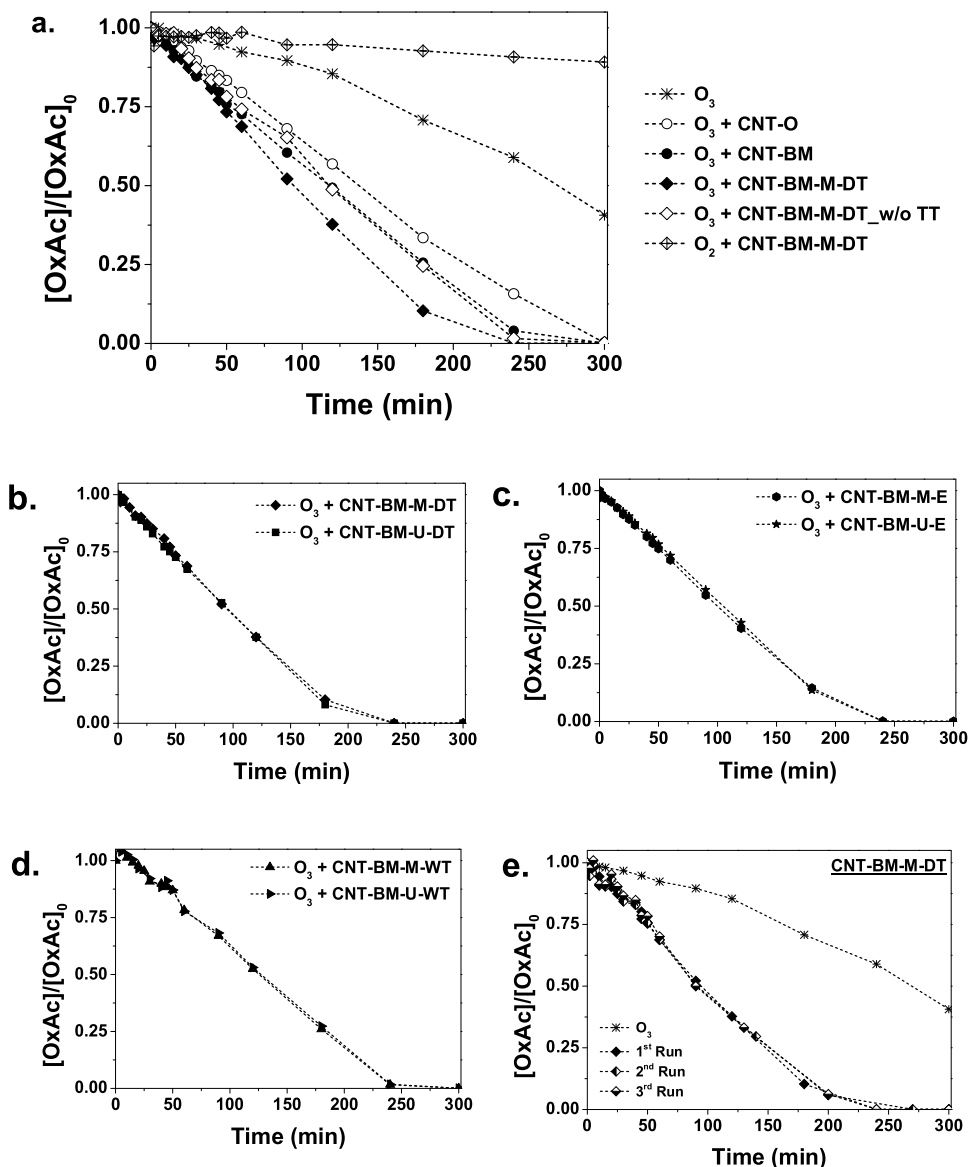 a.
[OxAc]/[OxAc]₀
1.00
0.75
0.50
0.25
0.00
0 50 100 150 200 250 300
Time (min)
O₃
O₃ + CNT-O
O₃ + CNT-BM
O₃ + CNT-BM-M-DT
O₃ + CNT-BM-M-DT_w/o TT
O₂ + CNT-BM-M-DT
b.
[OxAc]/[OxAc]₀
1.00
0.75
0.50
0.25
0.00
0 50 100 150 200 250 300
Time (min)
O₃ + CNT-BM-M-DT
O₃ + CNT-BM-U-DT
c.
[OxAc]/[OxAc]₀
1.00
0.75
0.50
0.25
0.00
0 50 100 150 200 250 300
Time (min)
O₃ + CNT-BM-M-E
O₃ + CNT-BM-U-E
d.
[OxAc]/[OxAc]₀
1.00
0.75
0.50
0.25
0.00
0 50 100 150 200 250 300
Time (min)
O₃ + CNT-BM-M-WT
O₃ + CNT-BM-U-WT
e.
CNT-BM-M-DT
[OxAc]/[OxAc]₀
1.00
0.75
0.50
0.25
0.00
0 50 100 150 200 250 300
Time (min)
O₃
1st Run
2nd Run
3rd Run